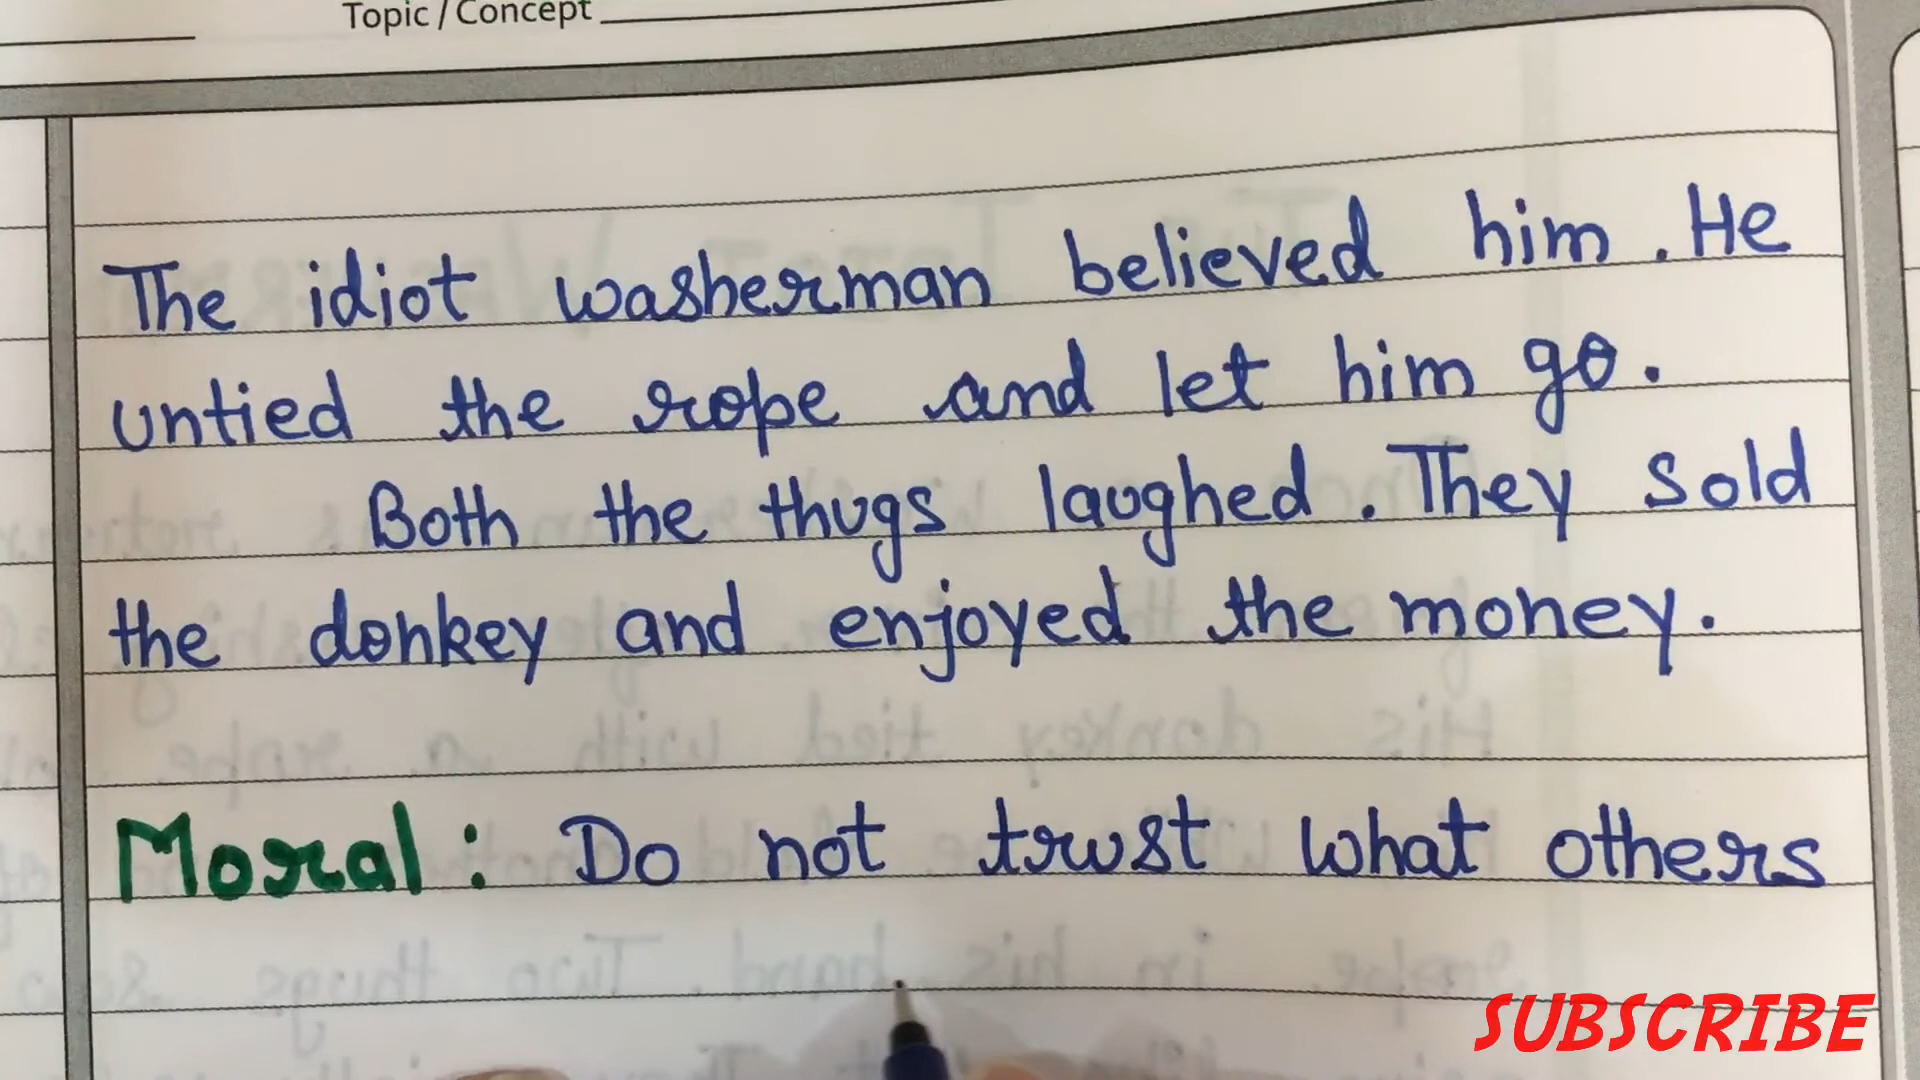 Topic / Concept
The idiot washerman believed him. He
untied the rope and let him go.
Both the thugs laughed. They sold
the donkey and enjoyed the money.
Moral: Do not trust what others
SUBSCRIBE